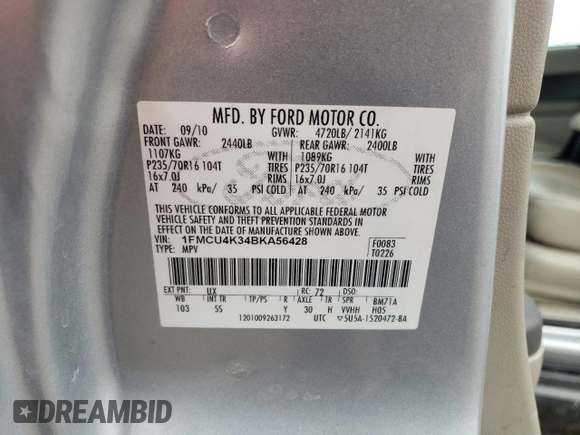 MFD. BY FORD MOTOR CO.
DATE: 09/10 GVWR: 4720LB/ 2141KG
FRONT GAWR: 2440LB REAR GAWR: 2400LB
1107KG 1089KG
P235/70R16 104T TIRES P235/70R16 104T TIRES
16x7.0J RIMS 16x7.0J RIMS
AT 240 kPa/ 35 PSI COLD AT 240 kPa/ 35 PSI COLD
THIS VEHICLE CONFORMS TO ALL APPLICABLE FEDERAL MOTOR
VEHICLE SAFETY AND THEFT PREVENTION STANDARDS IN
EFFECT ON THE DATE OF MANUFACTURE SHOWN ABOVE.
VIN: 1FMCU4K34BKA56428 F0083
TYPE: MPV T0226
EXT PNT: UX RC: 72 DSO:
WB INT TR TP/PS R AXLE TR SPR BM71A
103 5S Y 30 H VVHH H05
1201009263172 UTC ▽5U5A-1520472-BA
Ford
DREAMBID